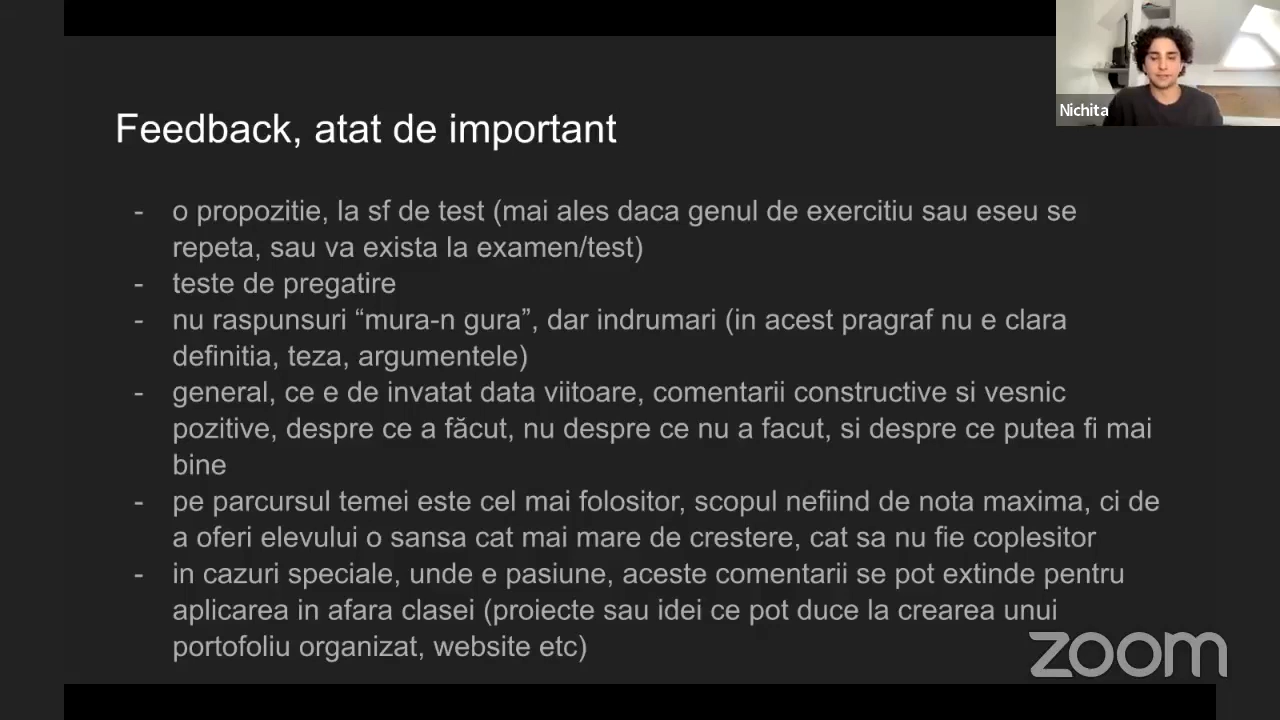 Nichita
Feedback, atat de important
- o propozitie, la sf de test (mai ales daca genul de exercitiu sau eseu se
repeta, sau va exista la examen/test)
- teste de pregatire
- nu raspunsuri “mura-n gura”, dar indrumari (in acest pragraf nu e clara
definitia, teza, argumentele)
- general, ce e de invatat data viitoare, comentarii constructive si vesnic
pozitive, despre ce a făcut, nu despre ce nu a facut, si despre ce putea fi mai
bine
- pe parcursul temei este cel mai folositor, scopul nefiind de nota maxima, ci de
a oferi elevului o sansa cat mai mare de crestere, cat sa nu fie coplesitor
- in cazuri speciale, unde e pasiune, aceste comentarii se pot extinde pentru
aplicarea in afara clasei (proiecte sau idei ce pot duce la crearea unui
portofoliu organizat, website etc)
zoom